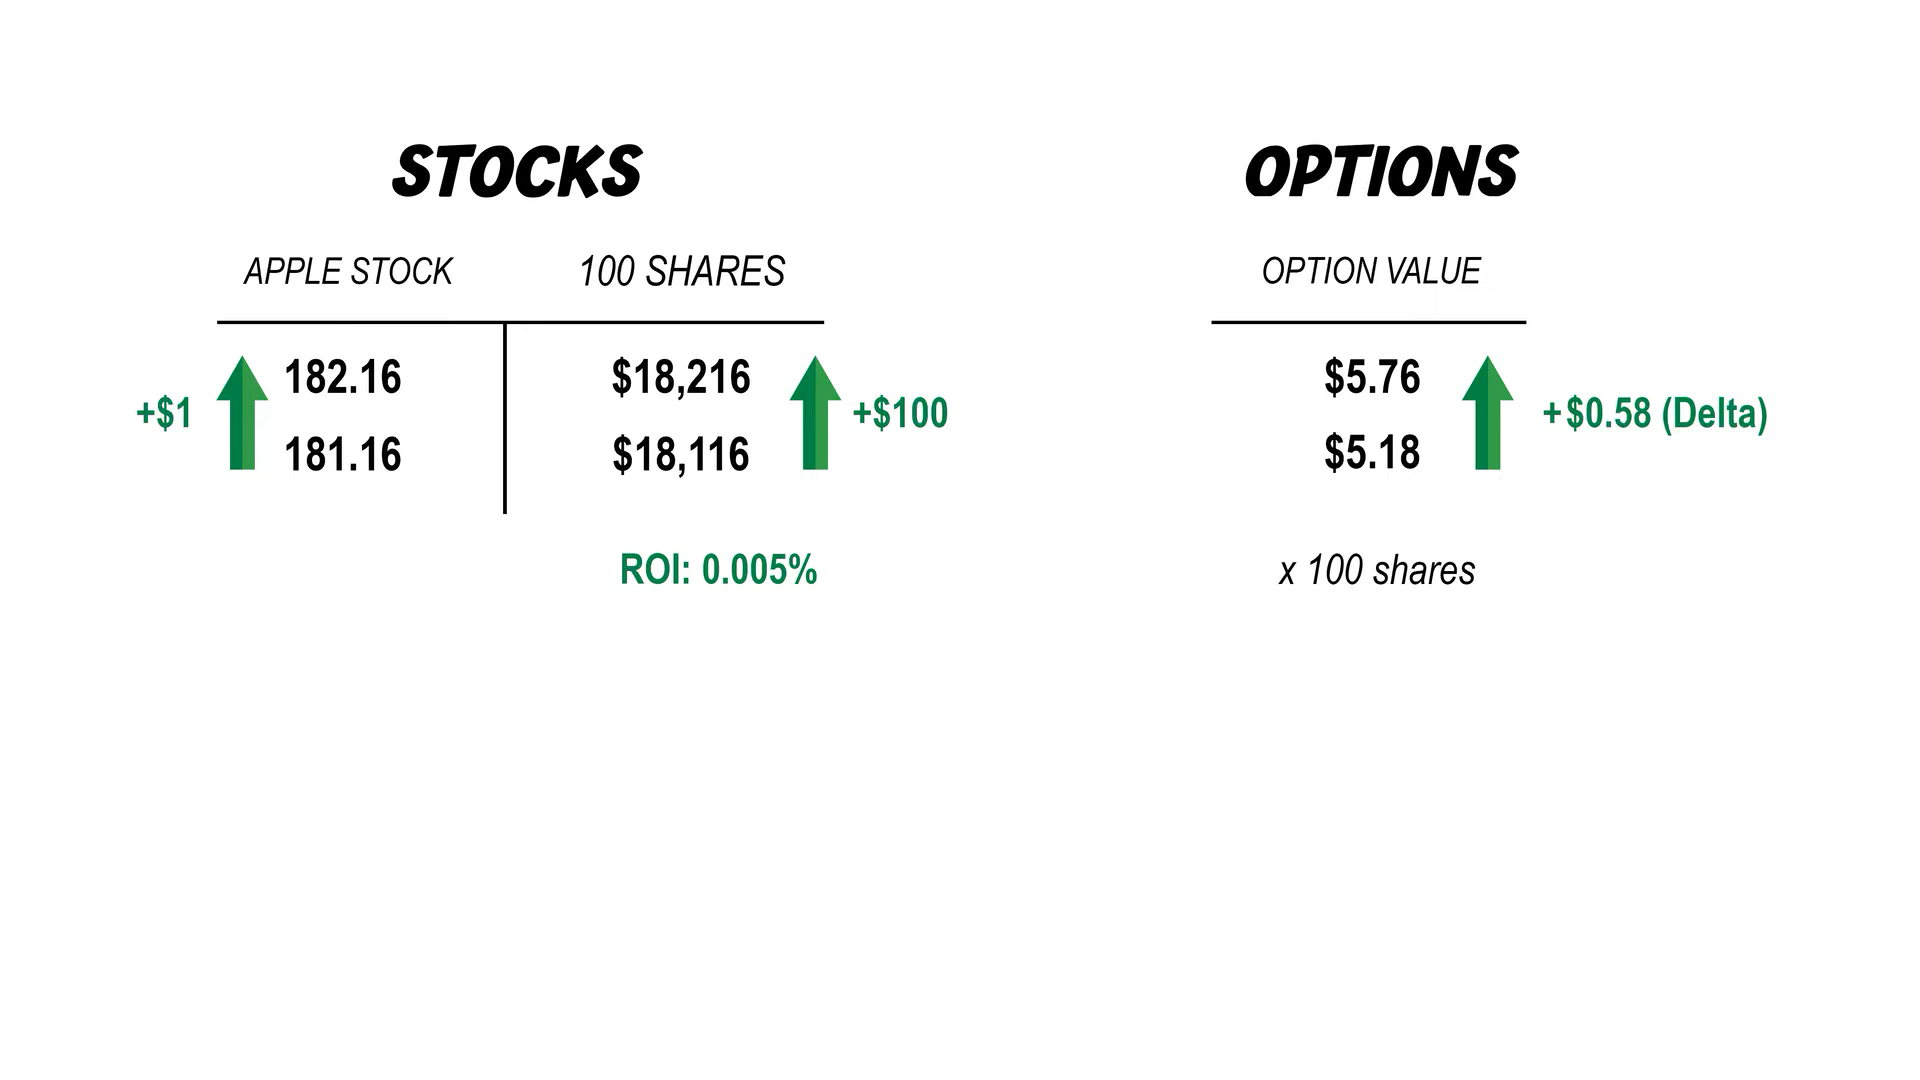 STOCKS
APPLE STOCK 100 SHARES
+$1 182.16 $18,216 +$100
181.16 $18,116
ROI: 0.005%
OPTIONS
OPTION VALUE
$5.76 +$0.58 (Delta)
$5.18
x 100 shares